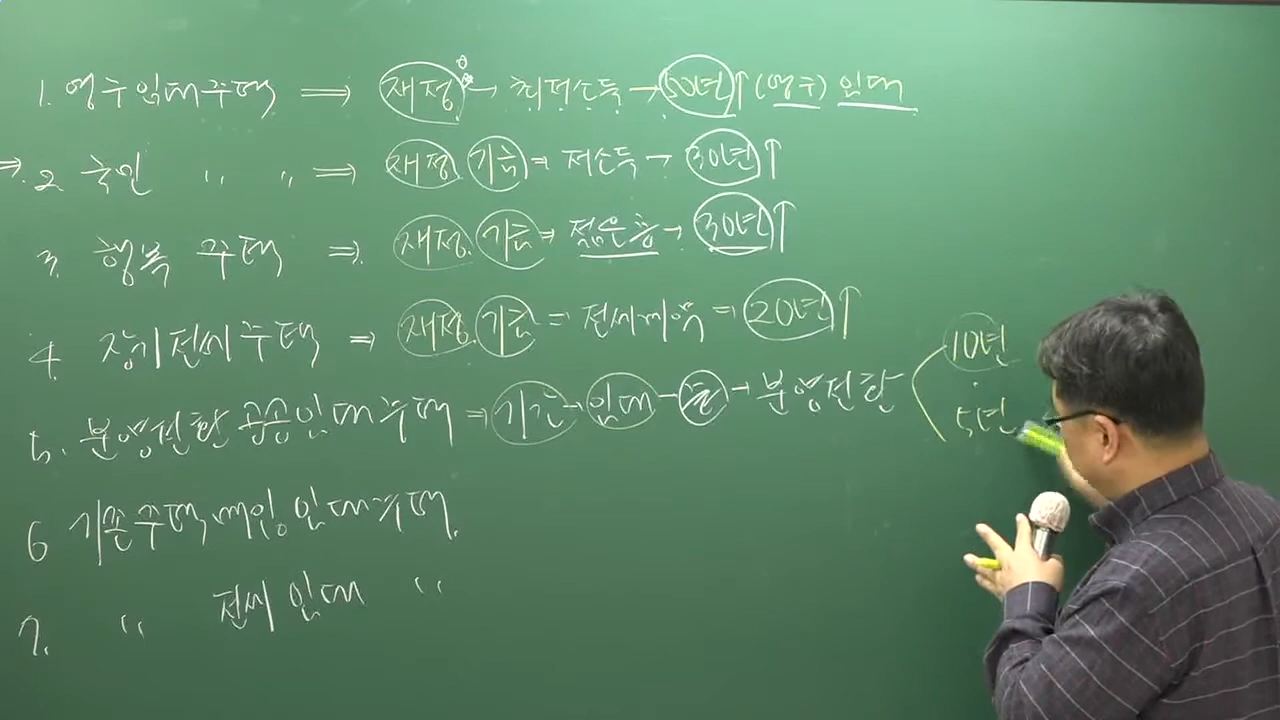 1. 영구임대주택 ⇒ 재정 → 최저소득 → 50년↑ (영구) 임대
⇒ 2. 국민 〃 〃 ⇒ 재정 기금 ⇒ 저소득 → 30년↑
3. 행복 주택 ⇒ 재정. 기금 ⇒ 젊은층 → 30년↑
4. 장기전세주택 ⇒ 재정. 기금 = 전세계약 ⇒ 20년↑
5. 분양전환 공공임대주택 ⇒ 기금 → 임대 - 후 → 분양전환
10년
5년
6 기존주택매입임대주택.
7. 〃 전세 임대 〃